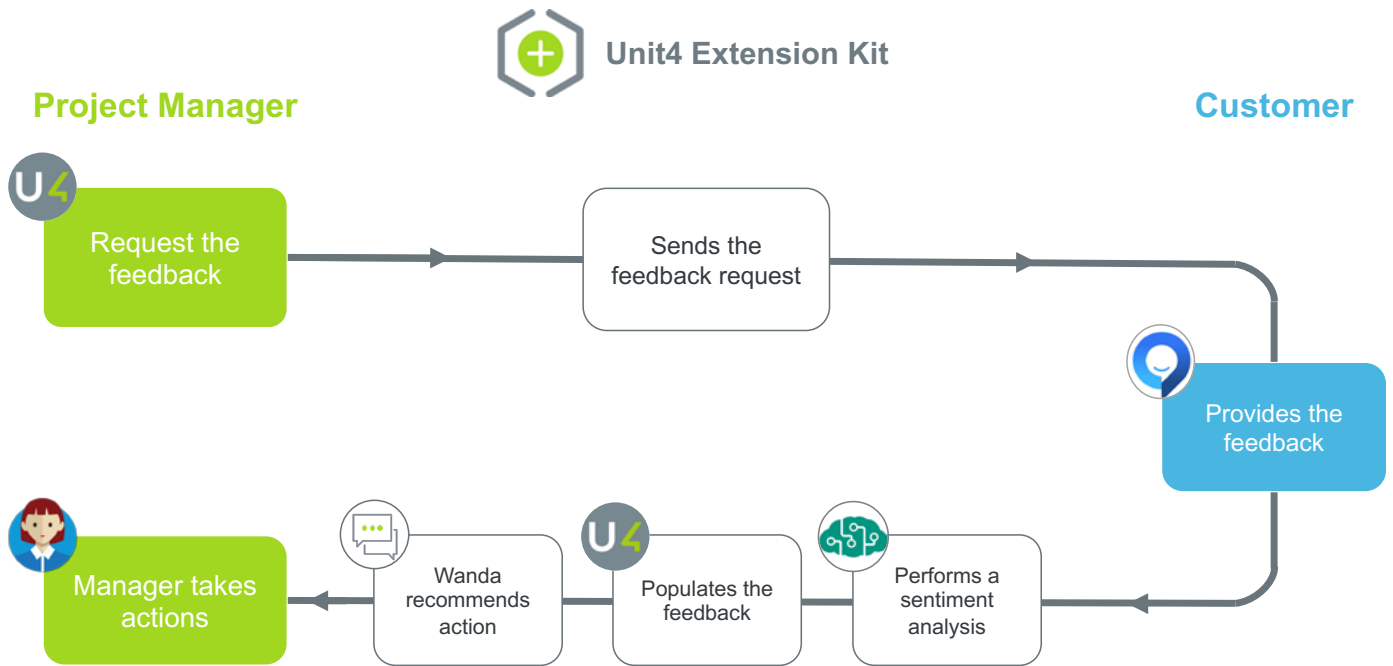 Unit4 Extension Kit
Project Manager
Customer
U4
Request the
feedback
Sends the
feedback request
Provides the
feedback
Manager takes
actions
Wanda
recommends
action
U4
Populates the
feedback
Performs a
sentiment
analysis